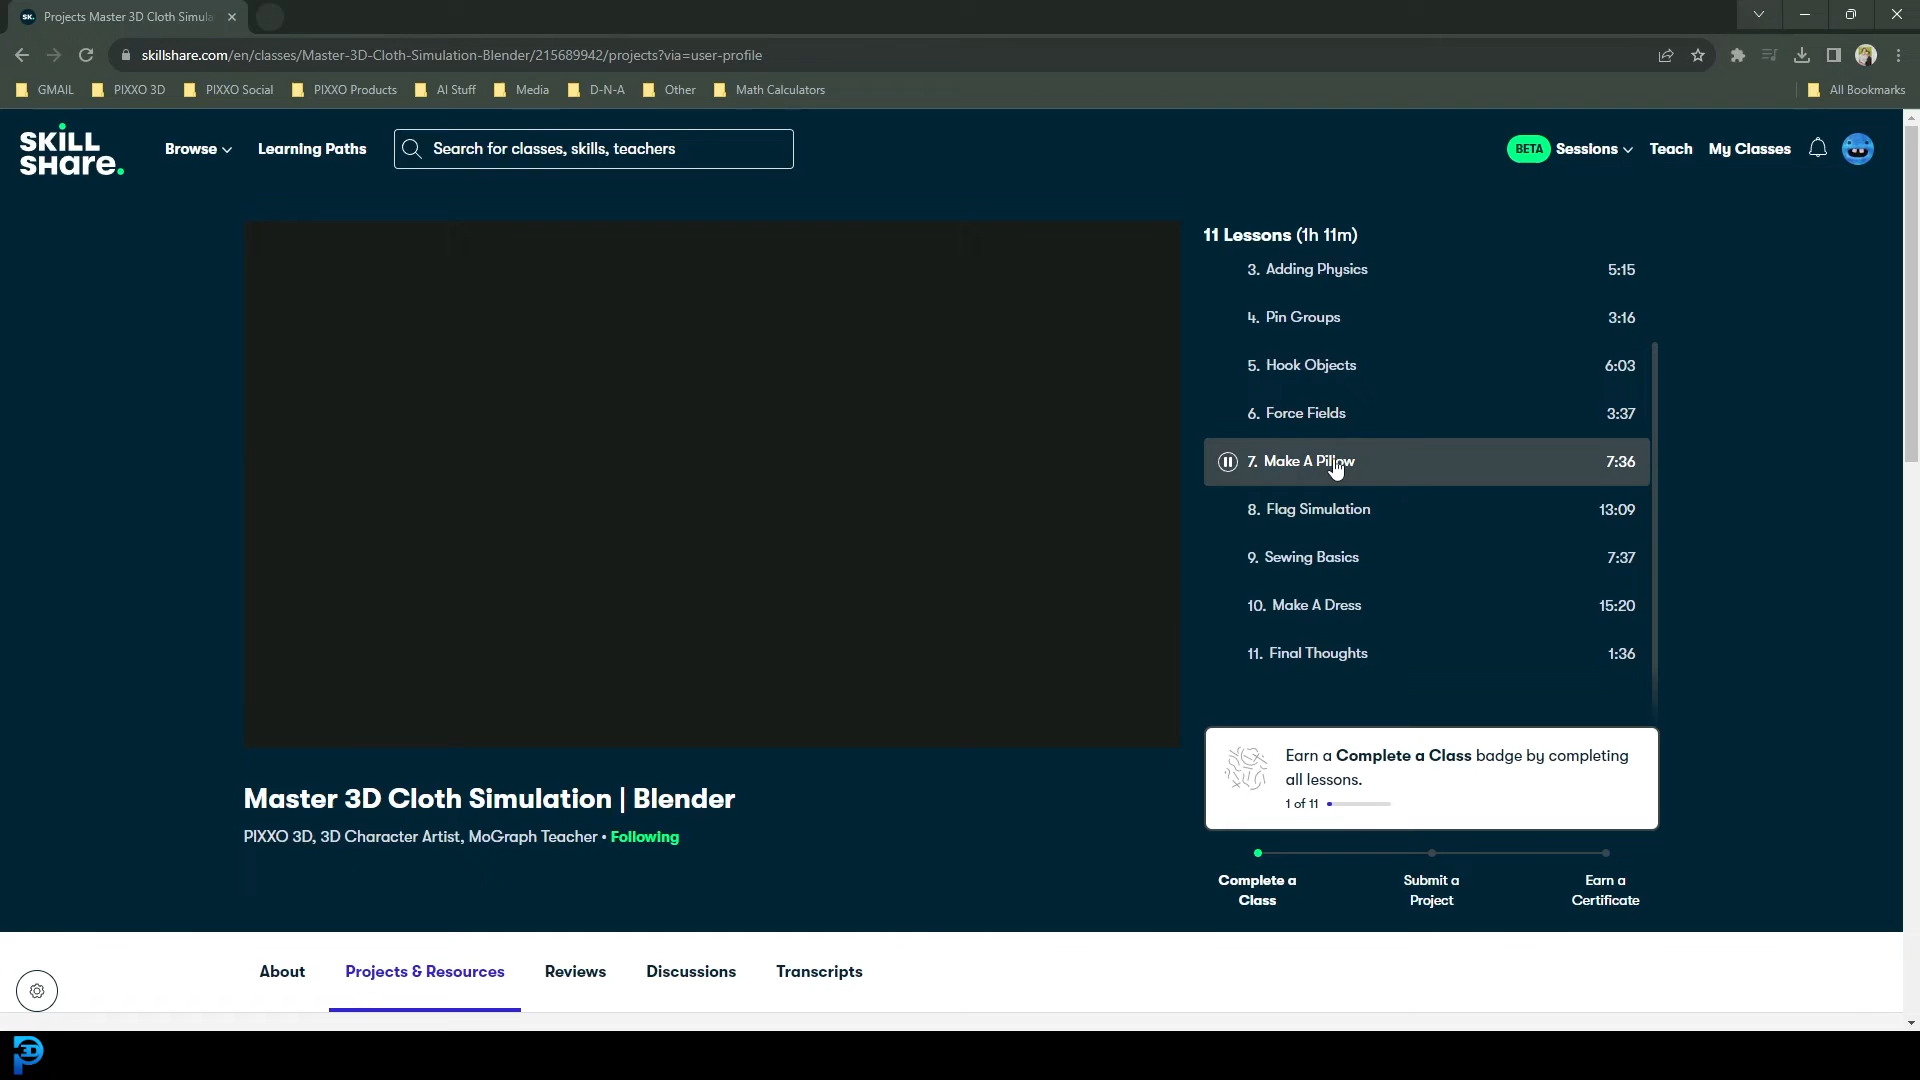 SK. Projects Master 3D Cloth Simula
skillshare.com/en/classes/Master-3D-Cloth-Simulation-Blender/215689942/projects?via=user-profile
GMAIL PIXXO 3D PIXXO Social PIXXO Products AI Stuff Media D-N-A Other Math Calculators All Bookmarks
SKILL
SHARE.
Browse Learning Paths Search for classes, skills, teachers BETA Sessions Teach My Classes
11 Lessons (1h 11m)
3. Adding Physics 5:15
4. Pin Groups 3:16
5. Hook Objects 6:03
6. Force Fields 3:37
7. Make A Pillow 7:36
8. Flag Simulation 13:09
9. Sewing Basics 7:37
10. Make A Dress 15:20
11. Final Thoughts 1:36
Earn a Complete a Class badge by completing
all lessons.
1 of 11
Master 3D Cloth Simulation | Blender
PIXXO 3D, 3D Character Artist, MoGraph Teacher • Following
Complete a
Class
Submit a
Project
Earn a
Certificate
About Projects & Resources Reviews Discussions Transcripts
3D